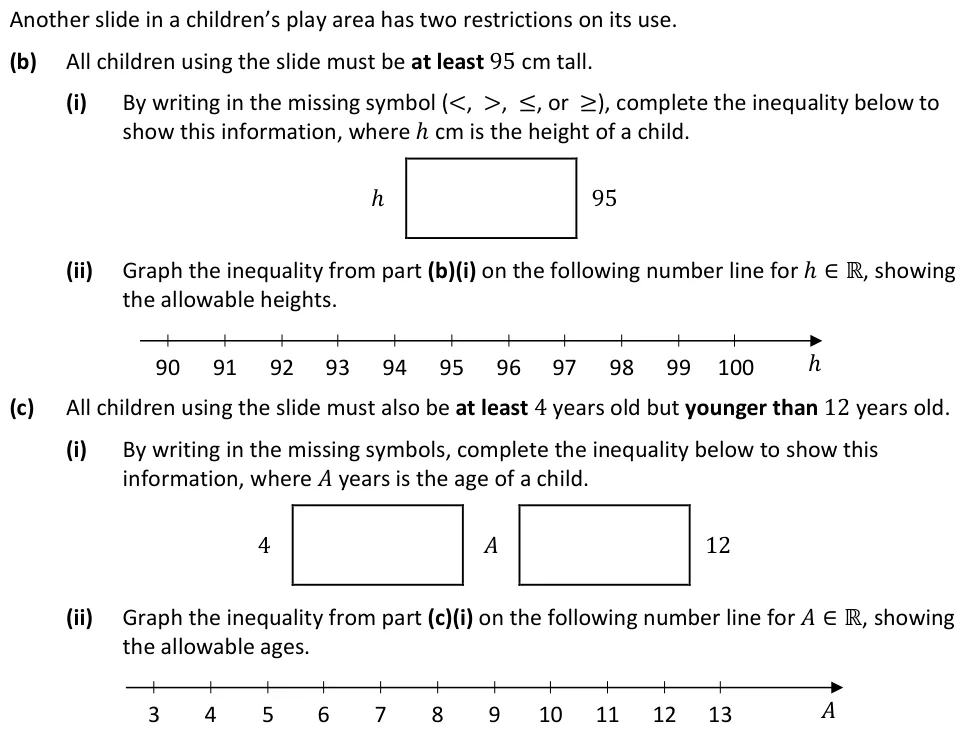 Another slide in a children’s play area has two restrictions on its use.
(b) All children using the slide must be at least 95 cm tall.
(i) By writing in the missing symbol (<, >, ≤, or ≥), complete the inequality below to
show this information, where h cm is the height of a child.
h 95
(ii) Graph the inequality from part (b)(i) on the following number line for h ∈ ℝ, showing
the allowable heights.
90 91 92 93 94 95 96 97 98 99 100 h
(c) All children using the slide must also be at least 4 years old but younger than 12 years old.
(i) By writing in the missing symbols, complete the inequality below to show this
information, where A years is the age of a child.
4 A 12
(ii) Graph the inequality from part (c)(i) on the following number line for A ∈ ℝ, showing
the allowable ages.
3 4 5 6 7 8 9 10 11 12 13 A